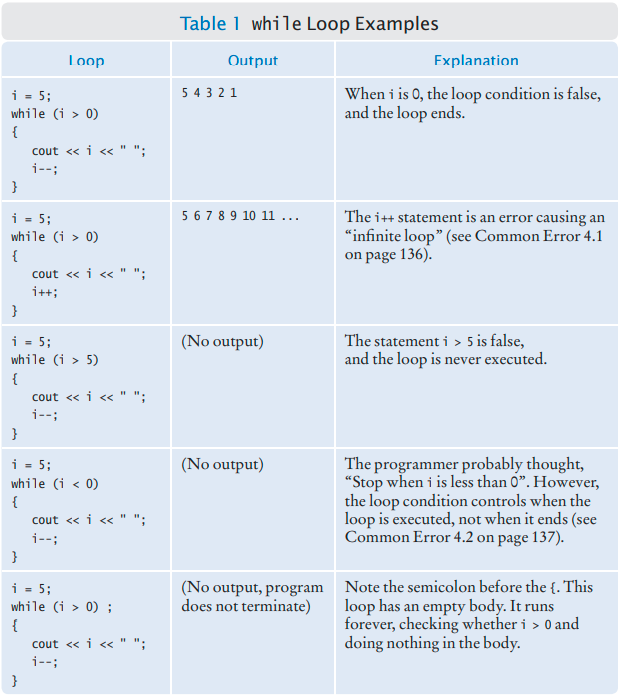 Table 1 while Loop Examples
Loop Output Explanation
i = 5;
while (i > 0)
{
   cout << i << " ";
   i--;
}
5 4 3 2 1
When i is 0, the loop condition is false,
and the loop ends.
i = 5;
while (i > 0)
{
   cout << i << " ";
   i++;
}
5 6 7 8 9 10 11 ...
The i++ statement is an error causing an
“infinite loop” (see Common Error 4.1
on page 136).
i = 5;
while (i > 5)
{
   cout << i << " ";
   i--;
}
(No output)
The statement i > 5 is false,
and the loop is never executed.
i = 5;
while (i < 0)
{
   cout << i << " ";
   i--;
}
(No output)
The programmer probably thought,
“Stop when i is less than 0”. However,
the loop condition controls when the
loop is executed, not when it ends (see
Common Error 4.2 on page 137).
i = 5;
while (i > 0) ;
{
   cout << i << " ";
   i--;
}
(No output, program
does not terminate)
Note the semicolon before the {. This
loop has an empty body. It runs
forever, checking whether i > 0 and
doing nothing in the body.